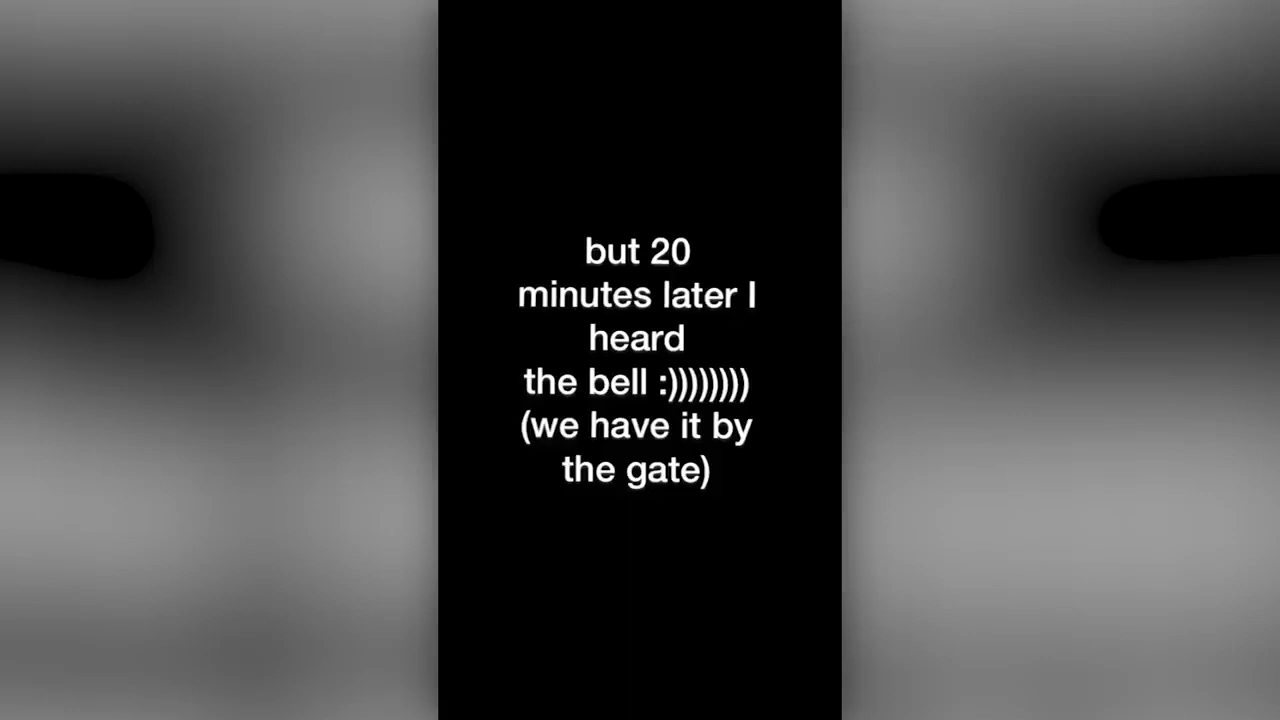 but 20
minutes later I
heard
the bell :))))))))
(we have it by
the gate)